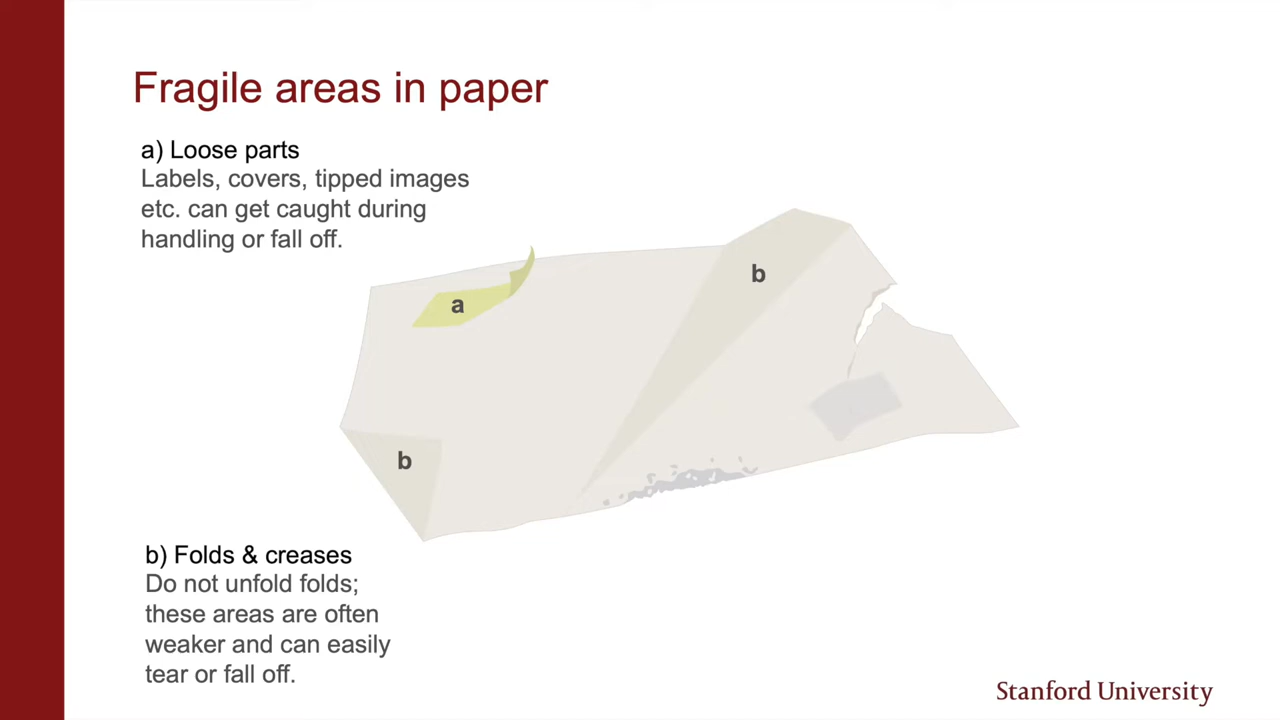 Fragile areas in paper
a) Loose parts
Labels, covers, tipped images
etc. can get caught during
handling or fall off.
a
b
b
b) Folds & creases
Do not unfold folds;
these areas are often
weaker and can easily
tear or fall off.
Stanford University